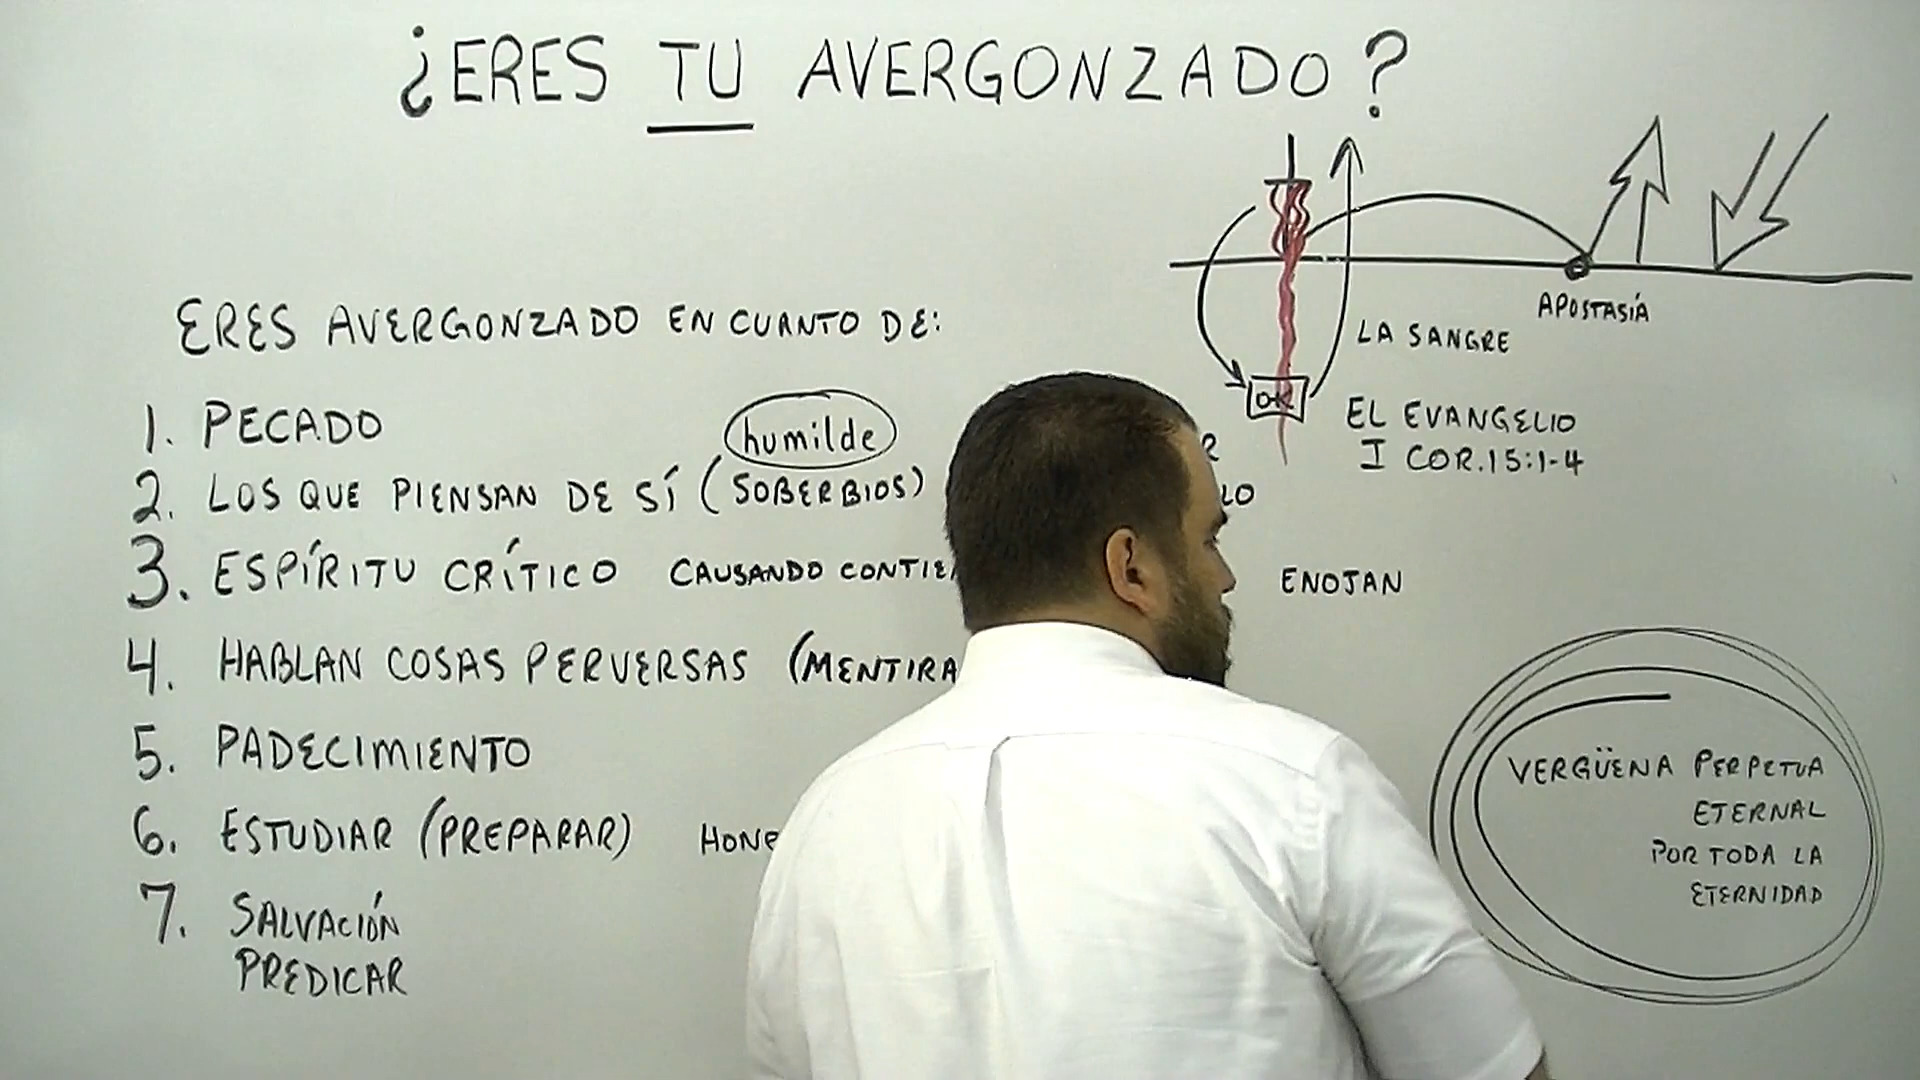 ¿ERES TU AVERGONZADO?
APOSTASÍA
LA SANGRE
OK
EL EVANGELIO
I COR. 15:1-4
ERES AVERGONZADO EN CUANTO DE:
1. PECADO
humilde
2. LOS QUE PIENSAN DE SÍ (SOBERBIOS)
3. ESPÍRITU CRÍTICO CAUSANDO ENOJAN
4. HABLAN COSAS PERVERSAS (MENTIRA
5. PADECIMIENTO
6. ESTUDIAR (PREPARAR)
7. SALVACIÓN
PREDICAR
VERGÜENA PERPETUA
ETERNAL
POR TODA LA
ETERNIDAD